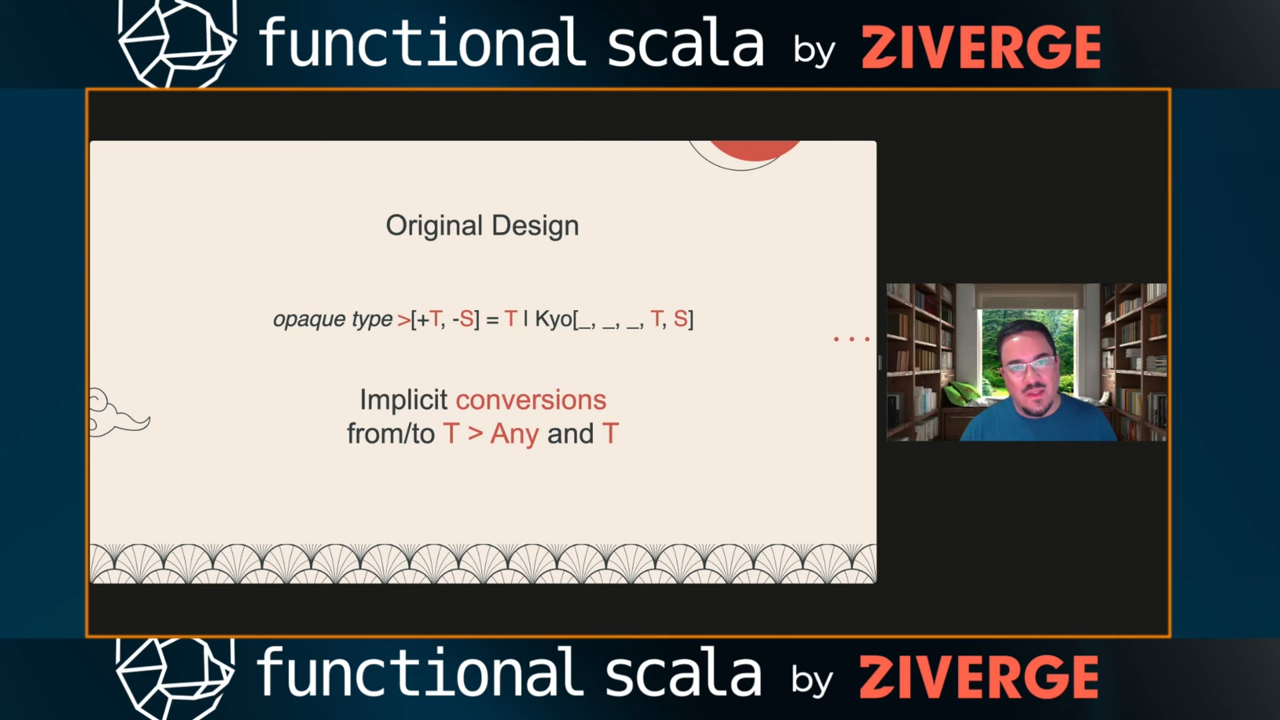 functional scala by ZIVERGE
Original Design
opaque type >[+T, -S] = T | Kyo[_, _, _, T, S]
Implicit conversions
from/to T > Any and T
functional scala by ZIVERGE